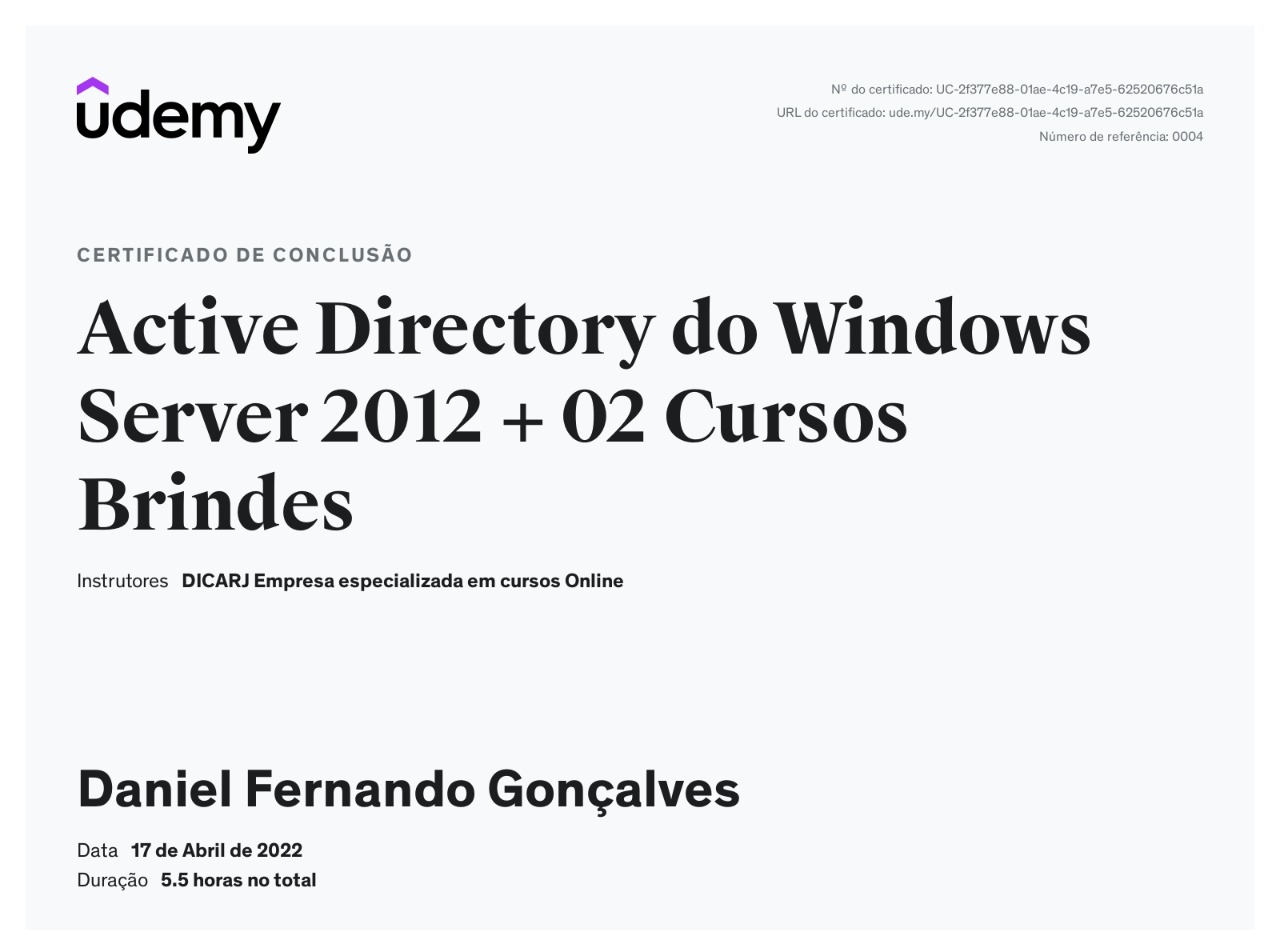 udemy
Nº do certificado: UC-2f377e88-01ae-4c19-a7e5-62520676c51a
URL do certificado: ude.my/UC-2f377e88-01ae-4c19-a7e5-62520676c51a
Número de referência: 0004
CERTIFICADO DE CONCLUSÃO
Active Directory do Windows
Server 2012 + 02 Cursos
Brindes
Instrutores DICARJ Empresa especializada em cursos Online
Daniel Fernando Gonçalves
Data 17 de Abril de 2022
Duração 5.5 horas no total